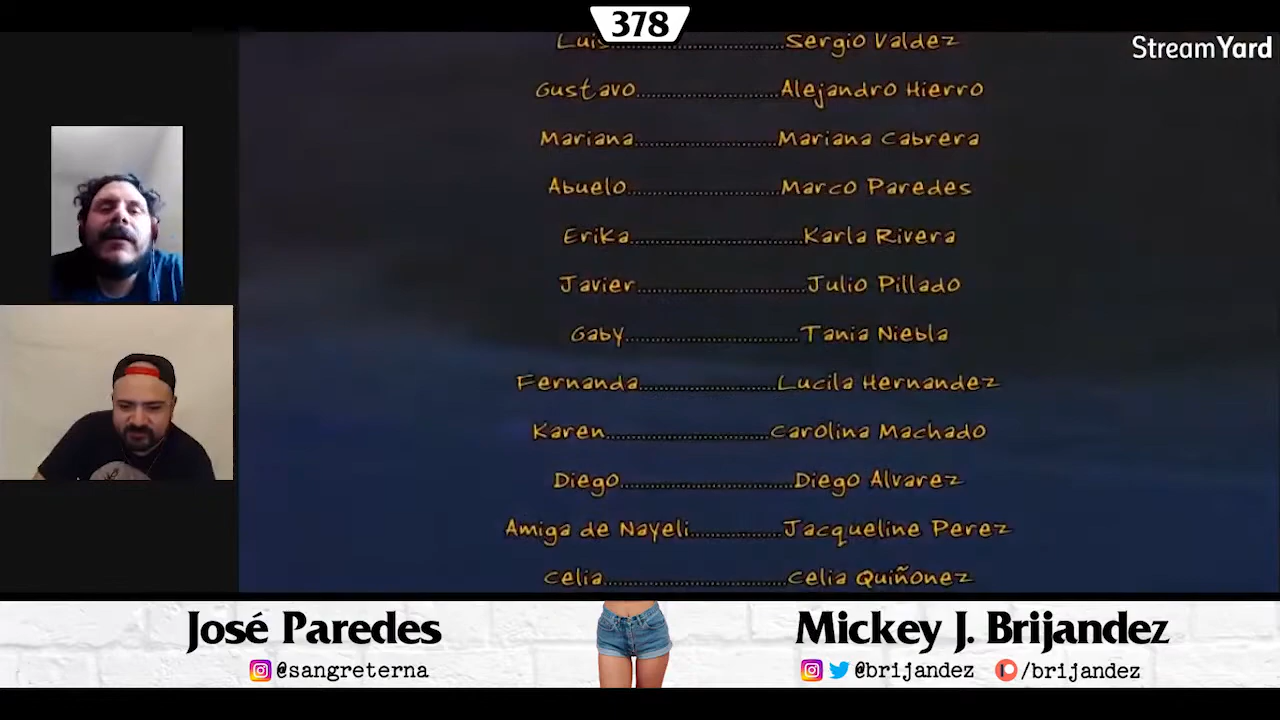 378
StreamYard
Luis..................Sergio Valdez
Gustavo..................Alejandro Hierro
Mariana..................Mariana Cabrera
Abuelo..................Marco Paredes
Erika..................Karla Rivera
Javier..................Julio Pillado
Gaby..................Tania Niebla
Fernanda..................Lucila Hernandez
Karen..................Carolina Machado
Diego..................Diego Alvarez
Amiga de Nayeli..................Jacqueline Perez
Celia..................Celia Quiñonez
José Paredes
@sangreterna
Mickey J. Brijandez
@brijandez /brijandez